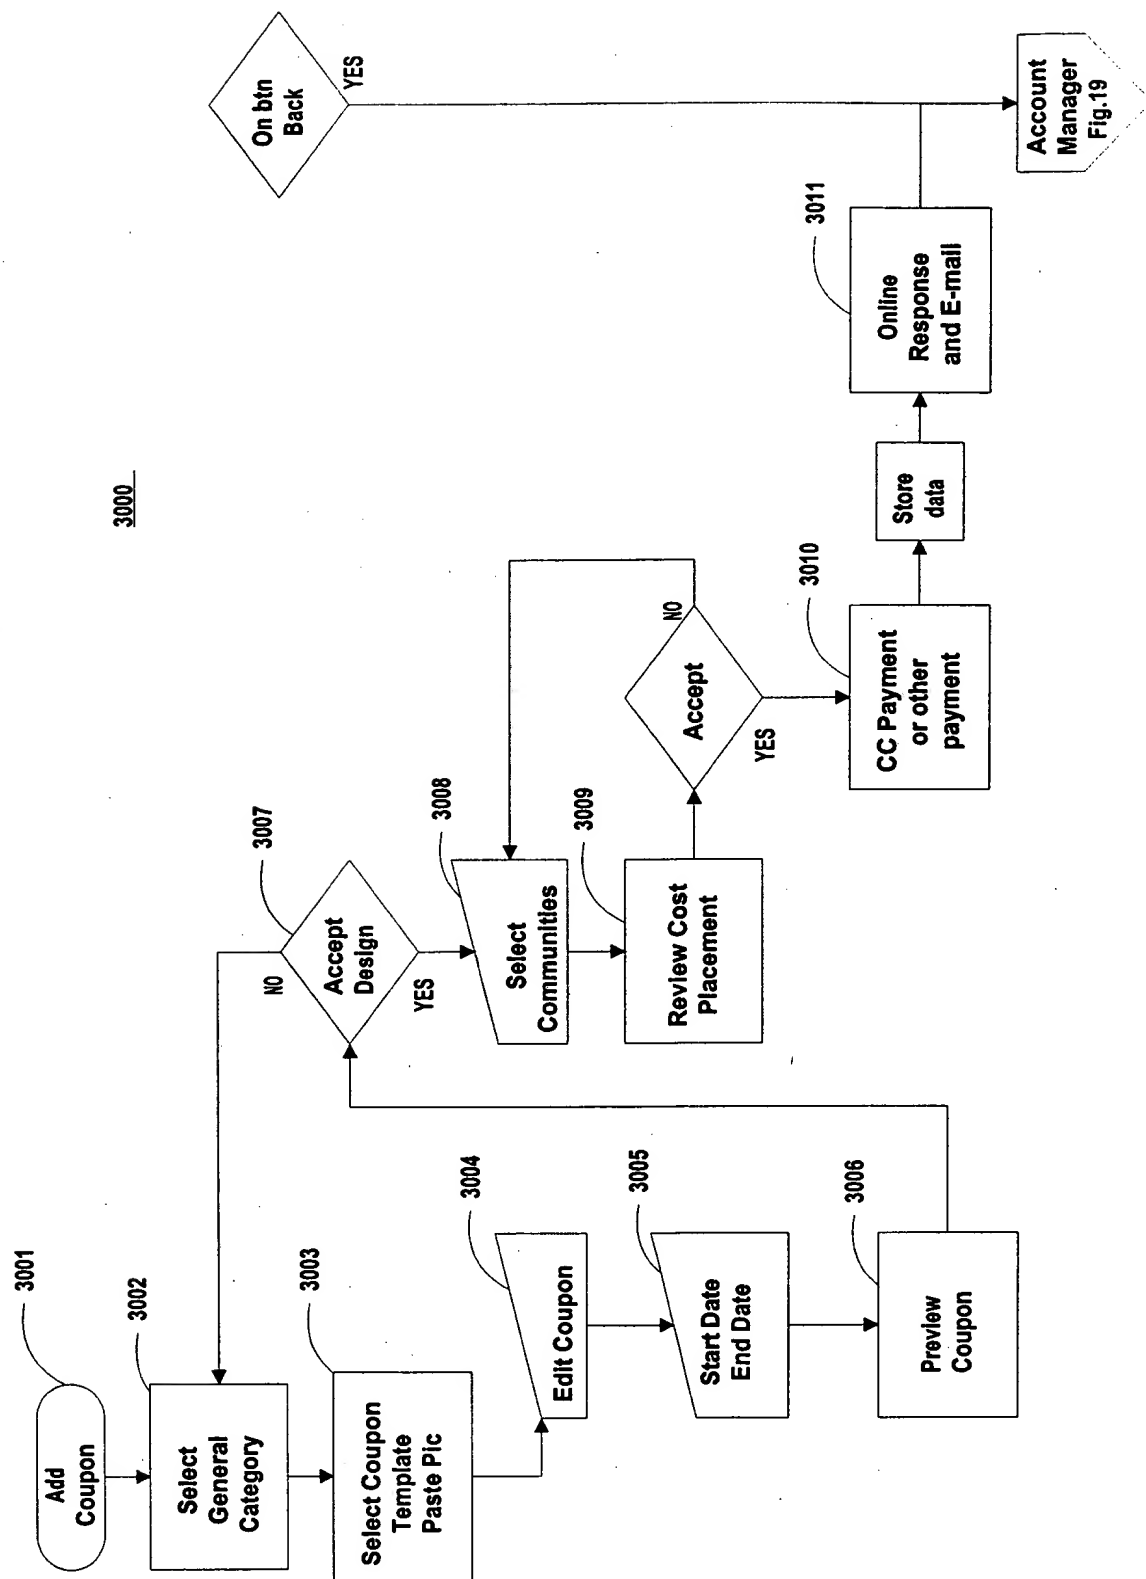 3000
Add
Coupon
3001
Select
General
Category
3002
Select Coupon
Template
Paste Pic
3003
Edit Coupon
3004
Start Date
End Date
3005
Preview
Coupon
3006
Accept
Design
3007
NO
YES
Select
Communities
3008
Review Cost
Placement
3009
Accept
NO
YES
CC Payment
or other
payment
3010
Store
data
Online
Response
and E-mail
3011
On btn
Back
YES
Account
Manager
Fig.19